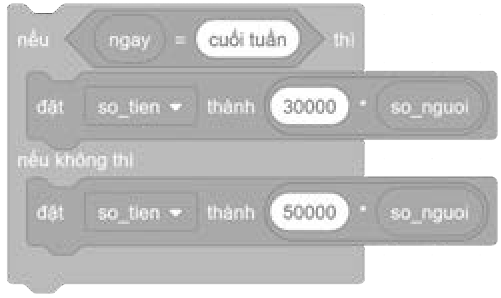 nếu ngay = cuối tuần thì
đặt so_tien thành 30000 * so_nguoi
nếu không thì
đặt so_tien thành 50000 * so_nguoi